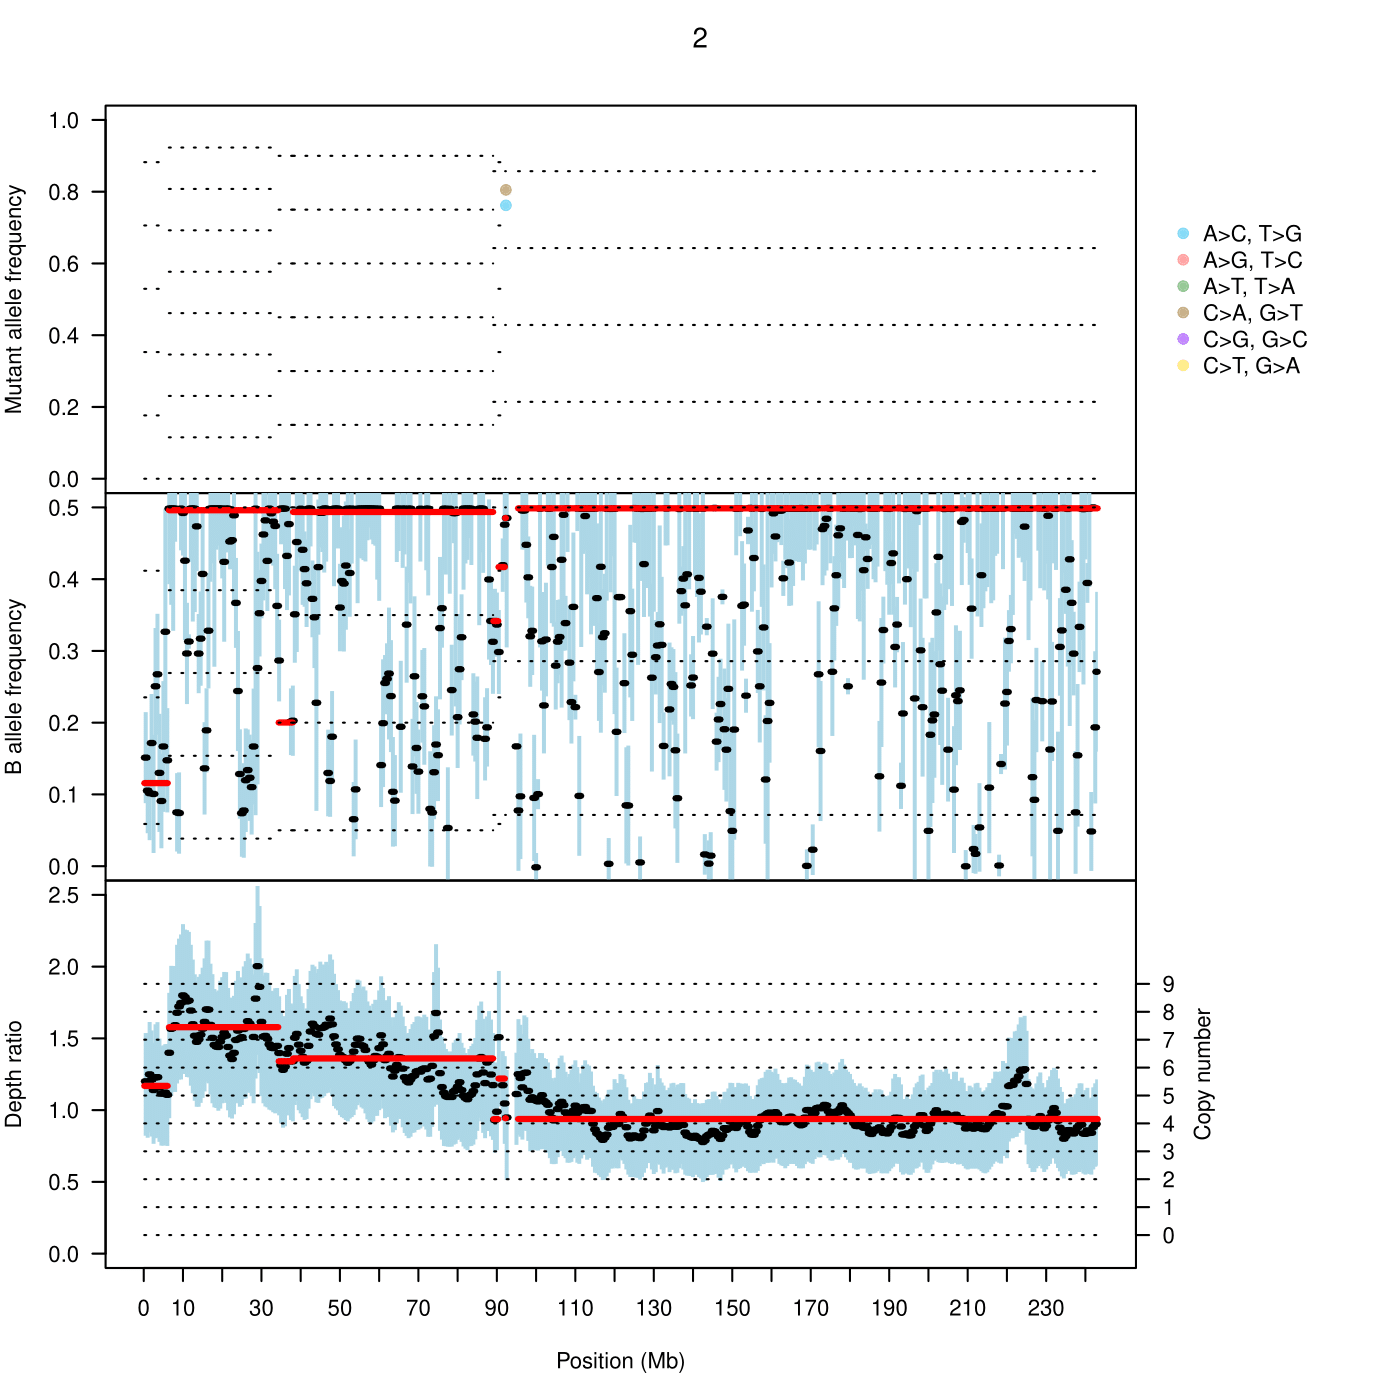 2
Mutant allele frequency
1.0
0.8
0.6
0.4
0.2
0.0
A>C, T>G
A>G, T>C
A>T, T>A
C>A, G>T
C>G, G>C
C>T, G>A
B allele frequency
0.5
0.4
0.3
0.2
0.1
0.0
Depth ratio
2.5
2.0
1.5
1.0
0.5
0.0
9
8
7
6
5
4
3
2
1
0
Copy number
0 10 30 50 70 90 110 130 150 170 190 210 230
Position (Mb)